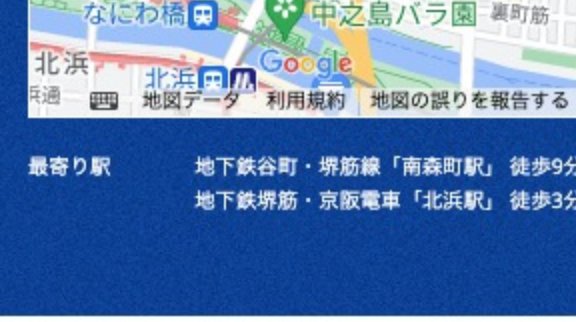 なにわ橋
中之島バラ園
裏町筋
北浜
Google
北浜
浜通
地図データ 利用規約 地図の誤りを報告する
最寄り駅 地下鉄谷町・堺筋線「南森町駅」 徒歩9分
地下鉄堺筋・京阪電車「北浜駅」 徒歩3分